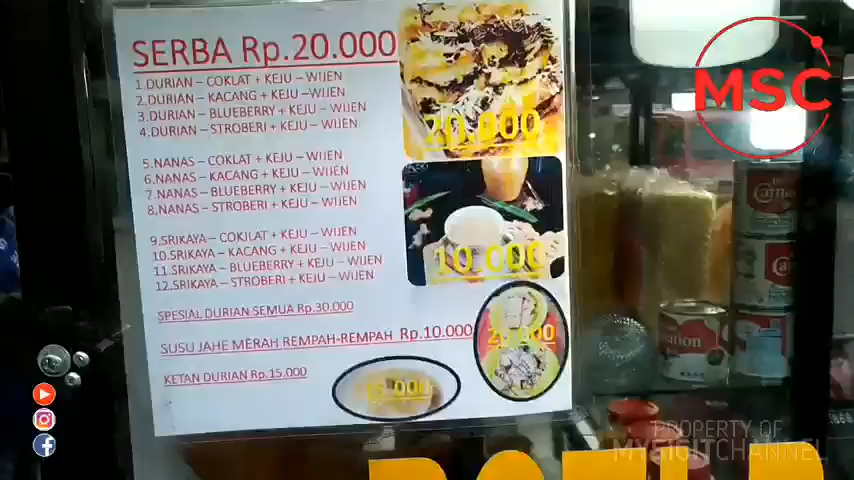 SERBA Rp.20.000
1.DURIAN – COKLAT + KEJU – WIJEN
2.DURIAN – KACANG + KEJU – WIJEN
3.DURIAN – BLUEBERRY + KEJU – WIJEN
4.DURIAN – STROBERI + KEJU – WIJEN
5.NANAS – COKLAT + KEJU – WIJEN
6.NANAS – KACANG + KEJU – WIJEN
7.NANAS – BLUEBERRY + KEJU – WIJEN
8.NANAS – STROBERI + KEJU – WIJEN
9.SRIKAYA – COKLAT + KEJU – WIJEN
10.SRIKAYA – KACANG + KEJU – WIJEN
11.SRIKAYA – BLUEBERRY + KEJU – WIJEN
12.SRIKAYA – STROBERI + KEJU – WIJEN
SPESIAL DURIAN SEMUA Rp.30.000
SUSU JAHE MERAH REMPAH-REMPAH Rp.10.000
KETAN DURIAN Rp.15.000
20.000
10.000
MSC
Carnation
PROPERTY OF
MYSIGITCHANNEL